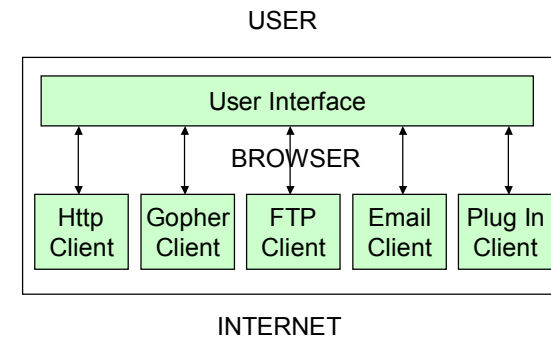 USER
User Interface
BROWSER
Http Gopher FTP Email Plug In
Client Client Client Client Client
INTERNET